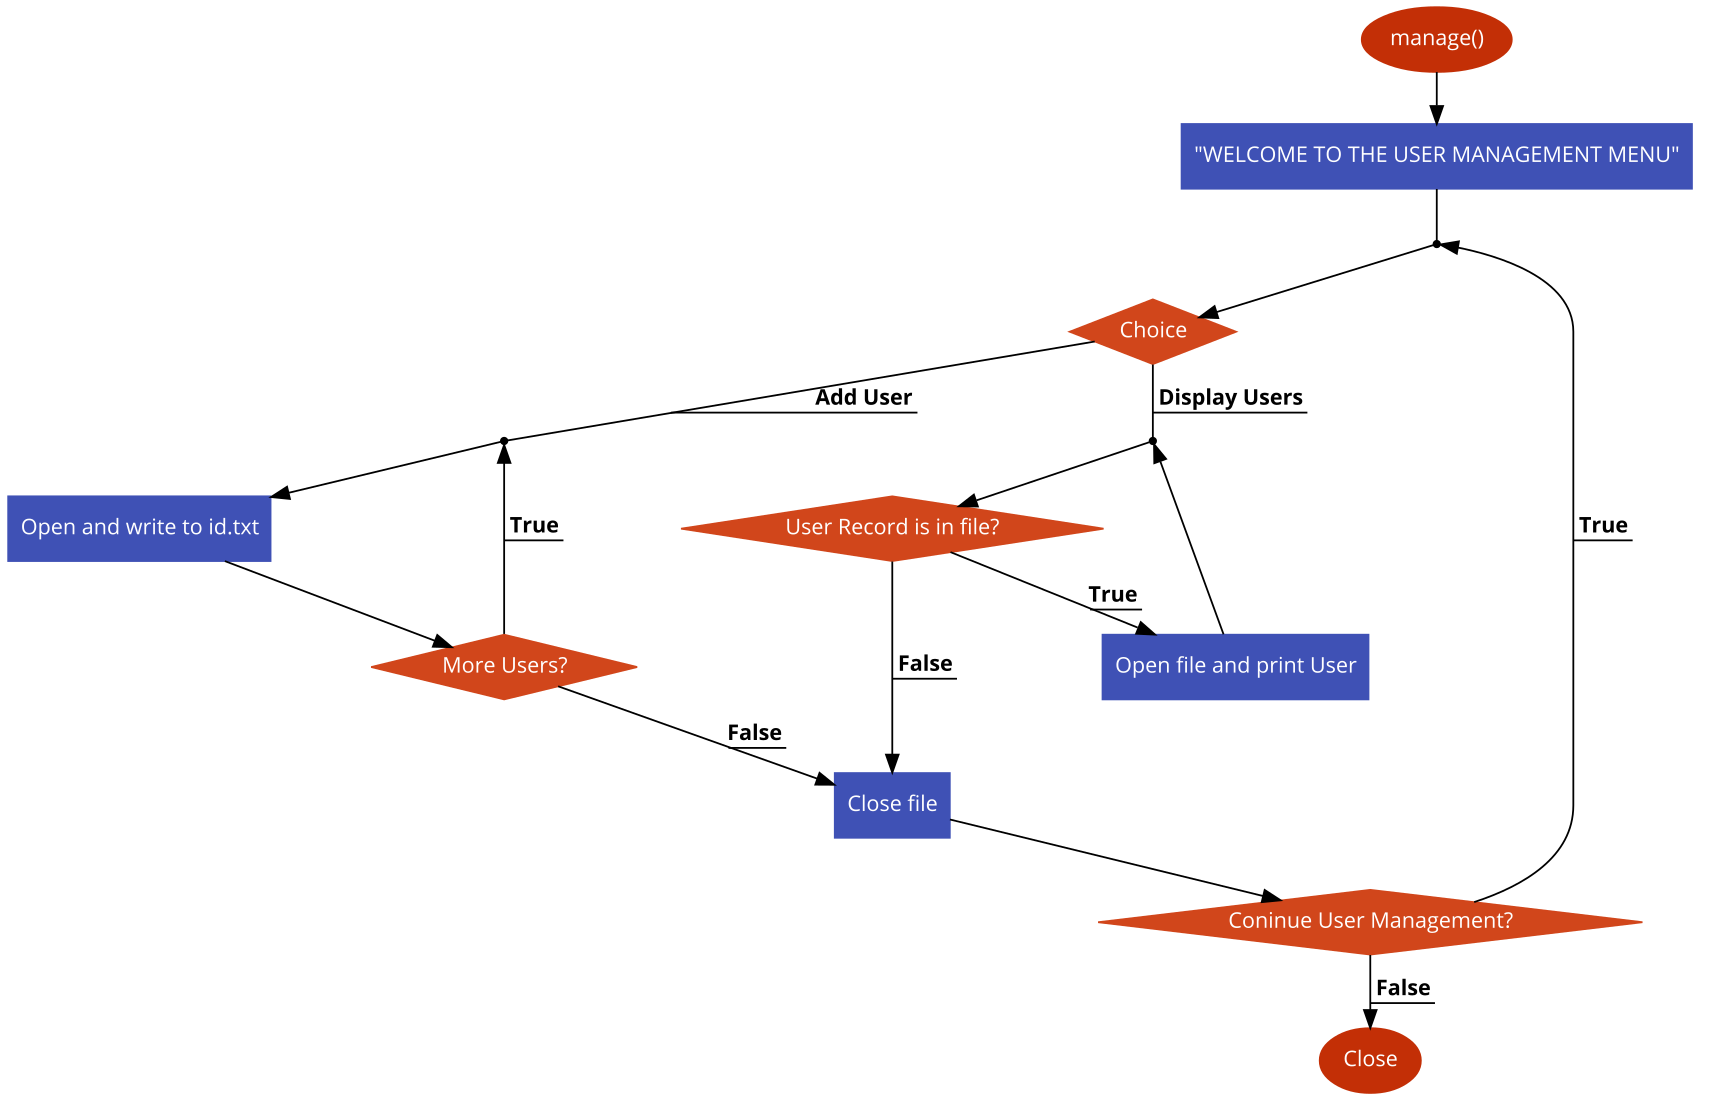 manage()
"WELCOME TO THE USER MANAGEMENT MENU"
Choice
Add User
Display Users
Open and write to id.txt
True
User Record is in file?
True
True
More Users?
False
Open file and print User
False
Close file
Coninue User Management?
False
Close